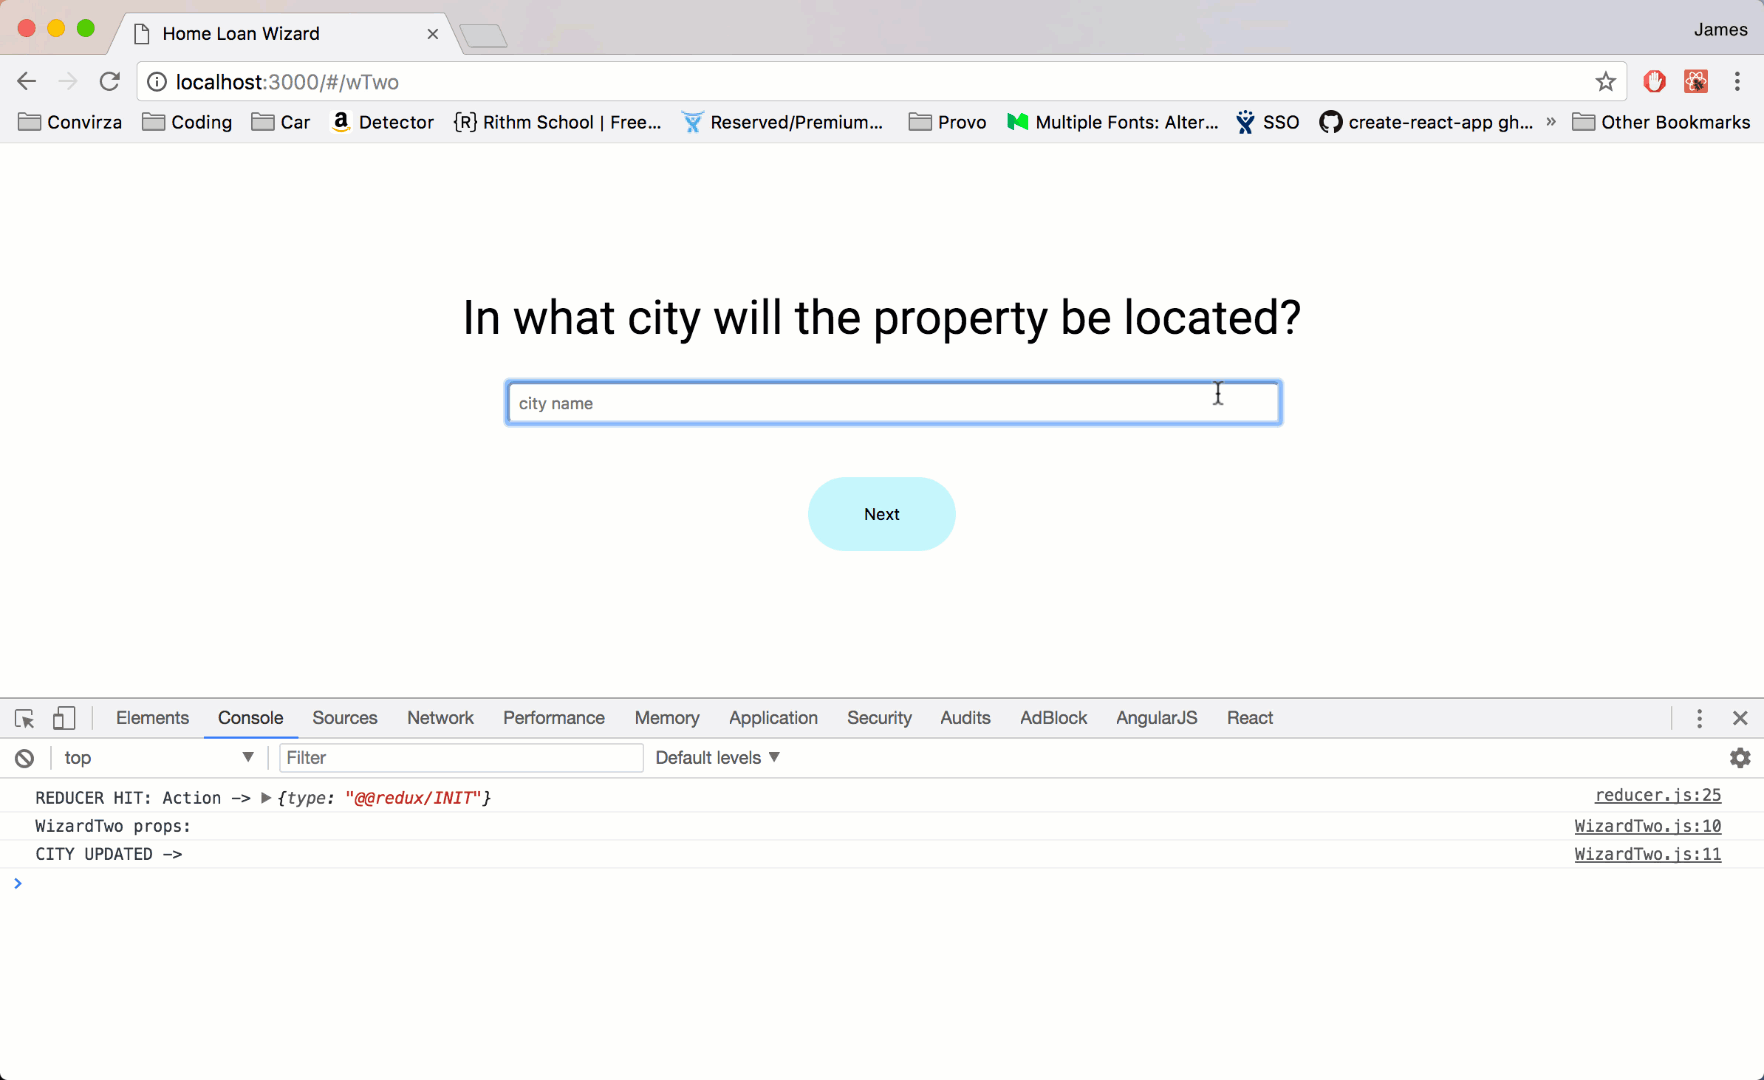 Home Loan Wizard
James
localhost:3000/#/wTwo
Convirza Coding Car Detector {R} Rithm School | Free... Reserved/Premium... Provo Multiple Fonts: Alter... SSO create-react-app gh... » Other Bookmarks
In what city will the property be located?
city name
Next
Elements Console Sources Network Performance Memory Application Security Audits AdBlock AngularJS React
top Filter Default levels
REDUCER HIT: Action -> {type: "@@redux/INIT"} reducer.js:25
WizardTwo props: WizardTwo.js:10
CITY UPDATED -> WizardTwo.js:11